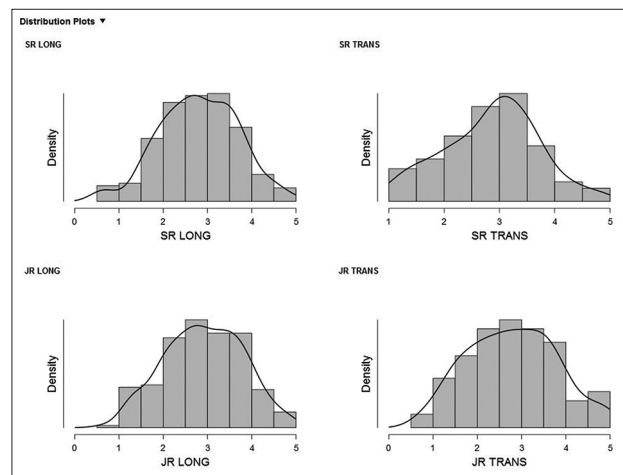 Distribution Plots ▼
SR LONG
SR TRANS
Density
0 1 2 3 4 5
SR LONG
Density
1 2 3 4 5
SR TRANS
JR LONG
JR TRANS
Density
0 1 2 3 4 5
JR LONG
Density
0 1 2 3 4 5
JR TRANS